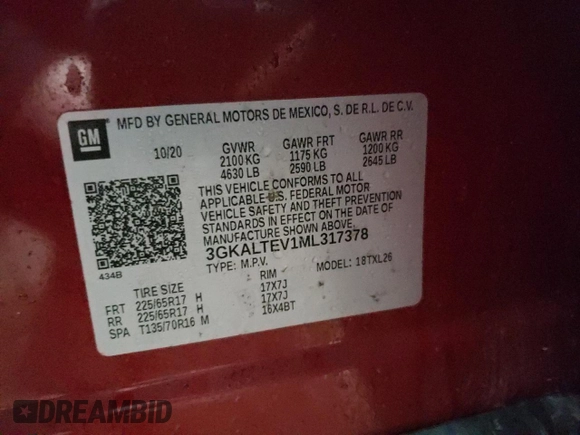 GM
MFD BY GENERAL MOTORS DE MEXICO, S. DE R.L. DE C.V.
10/20 GVWR GAWR FRT GAWR RR
2100 KG 1175 KG 1200 KG
4630 LB 2590 LB 2645 LB
THIS VEHICLE CONFORMS TO ALL
APPLICABLE U.S. FEDERAL MOTOR
VEHICLE SAFETY AND THEFT PREVENTION
STANDARDS IN EFFECT ON THE DATE OF
MANUFACTURE SHOWN ABOVE.
3GKALTEV1ML317378
434B TYPE: M.P.V. MODEL: 18TXL26
TIRE SIZE RIM
FRT 225/65R17 H 17X7J
RR 225/65R17 H 17X7J
SPA T135/70R16 M 16X4BT
DREAMBID